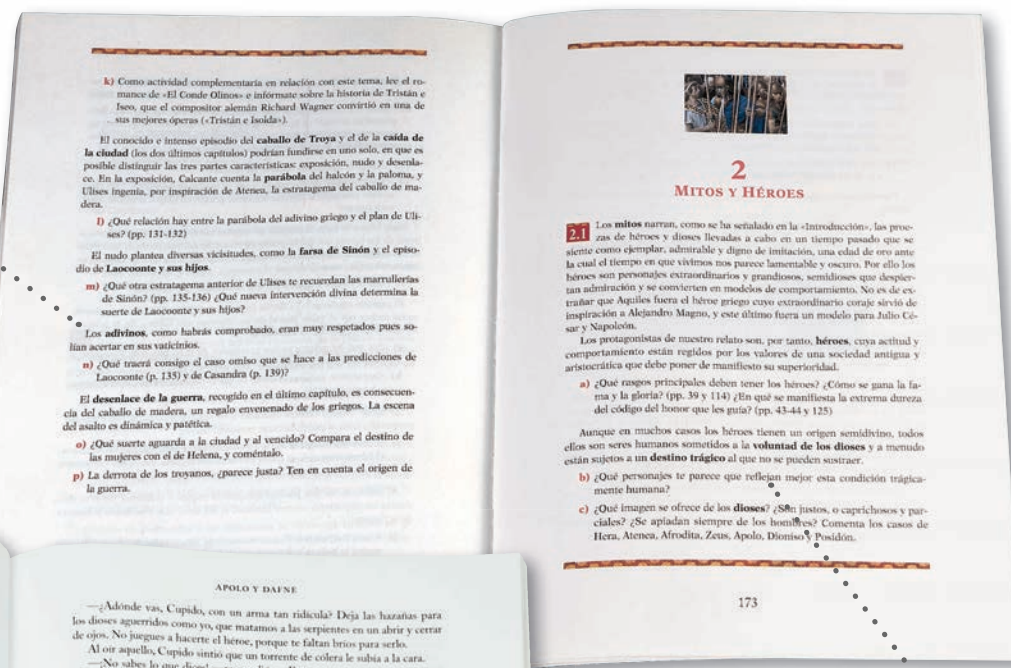 k) Como actividad complementaria en relación con este tema, lee el ro-
mance de «El Conde Olinos» e infórmate sobre la historia de Tristán e
Iseo, que el compositor alemán Richard Wagner convirtió en una de
sus mejores óperas («Tristán e Isolda»).
El conocido e intenso episodio del caballo de Troya y el de la caída de
la ciudad (los dos últimos capítulos) podrían fundirse en uno solo, en que es
posible distinguir las tres partes características: exposición, nudo y desenla-
ce. En la exposición, Calcante cuenta la parábola del halcón y la paloma, y
Ulises ingenia, por inspiración de Atenea, la estratagema del caballo de ma-
dera.
l) ¿Qué relación hay entre la parábola del adivino griego y el plan de Uli-
ses? (pp. 131-132)
El nudo plantea diversas vicisitudes, como la farsa de Sinón y el episo-
dio de Laocoonte y sus hijos.
m) ¿Qué otra estratagema anterior de Ulises te recuerdan las marrullerías
de Sinón? (pp. 135-136) ¿Qué nueva intervención divina determina la
suerte de Laocoonte y sus hijos?
Los adivinos, como habrás comprobado, eran muy respetados pues so-
lían acertar en sus vaticinios.
n) ¿Qué traerá consigo el caso omiso que se hace a las predicciones de
Laocoonte (p. 135) y de Casandra (p. 139)?
El desenlace de la guerra, recogido en el último capítulo, es consecuen-
cia del caballo de madera, un regalo envenenado de los griegos. La escena
del asalto es dinámica y patética.
o) ¿Qué suerte aguarda a la ciudad y al vencido? Compara el destino de
las mujeres con el de Helena, y coméntalo.
p) La derrota de los troyanos, ¿parece justa? Ten en cuenta el origen de
la guerra.
2
MITOS Y HÉROES
2.1 Los mitos narran, como se ha señalado en la «Introducción», las proe-
zas de héroes y dioses llevadas a cabo en un tiempo pasado que se
siente como ejemplar, admirable y digno de imitación, una edad de oro ante
la cual el tiempo en que vivimos nos parece lamentable y oscuro. Por ello los
héroes son personajes extraordinarios y grandiosos, semidioses que despier-
tan admiración y se convierten en modelos de comportamiento. No es de ex-
trañar que Aquiles fuera el héroe griego cuyo extraordinario coraje sirvió de
inspiración a Alejandro Magno, y este último fuera un modelo para Julio Cé-
sar y Napoleón.
Los protagonistas de nuestro relato son, por tanto, héroes, cuya actitud y
comportamiento están regidos por los valores de una sociedad antigua y
aristocrática que debe poner de manifiesto su superioridad.
a) ¿Qué rasgos principales deben tener los héroes? ¿Cómo se gana la fa-
ma y la gloria? (pp. 39 y 114) ¿En qué se manifiesta la extrema dureza
del código del honor que les guía? (pp. 43-44 y 125)
Aunque en muchos casos los héroes tienen un origen semidivino, todos
ellos son seres humanos sometidos a la voluntad de los dioses y a menudo
están sujetos a un destino trágico al que no se pueden sustraer.
b) ¿Qué personajes te parece que reflejan mejor esta condición trágica-
mente humana?
c) ¿Qué imagen se ofrece de los dioses? ¿Son justos, o caprichosos y par-
ciales? ¿Se apiadan siempre de los hombres? Comenta los casos de
Hera, Atenea, Afrodita, Zeus, Apolo, Dioniso y Posidón.
173
APOLO Y DAFNE
—¿Adónde vas, Cupido, con un arma tan ridícula? Deja las hazañas para
los dioses aguerridos como yo, que matamos a las serpientes en un abrir y cerrar
de ojos. No juegues a hacerte el héroe, porque te faltan bríos para serlo.
Al oír aquello, Cupido sintió que un torrente de cólera le subía a la cara.
—¡No sabes lo que dices!